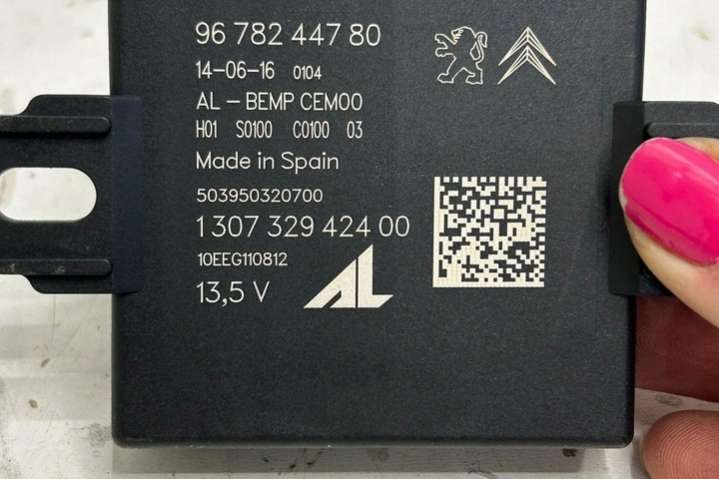 96 782 447 80
14-06-16 0104
AL - BEMP CEM00
H01 S0100 C0100 03
Made in Spain
503950320700
1 307 329 424 00
10EEG110812
13,5 V
AL